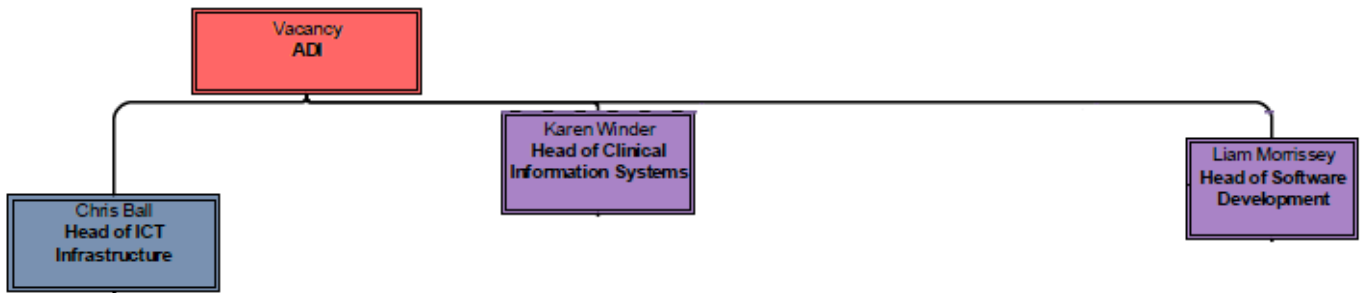 Vacancy
ADI
Karen Winder
Head of Clinical
Information Systems
Liam Morrissey
Head of Software
Development
Chris Ball
Head of ICT
Infrastructure